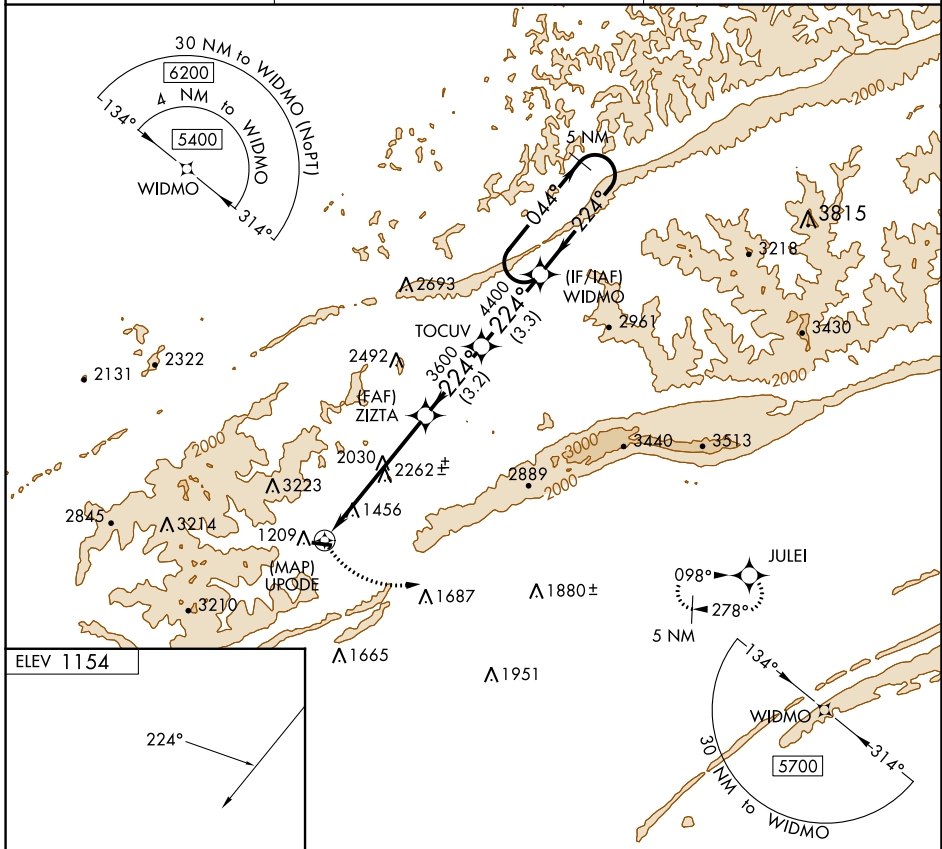 30 NM to WIDMO (NoPT)
6200
4 NM to WIDMO
5400
134°
314°
WIDMO
5 NM
044°
224°
(IF/IAF)
WIDMO
4400
224°
(3.3)
TOCUV
3600
224°
(3.2)
(FAF)
ZIZTA
(MAP)
UPODE
2000
3815
3218
2961
3430
2000
2693
2492
2322
2131
2000
2030
2262±
3223
1456
2845
3214
1209
3210
3000
3440
3513
2889
2000
1687
1880±
1665
1951
JULEI
098°
278°
5 NM
134°
WIDMO
314°
5700
30 NM to WIDMO
ELEV 1154
224°